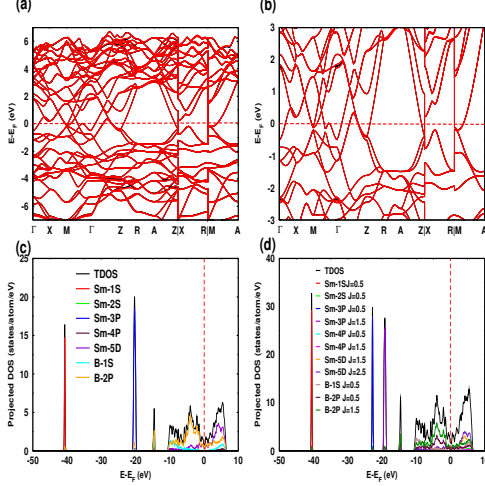 (a)
6
4
2
0
-2
-4
-6
E-E_F (eV)
Γ X M Γ Z R A Z|X R|M A
(b)
3
2
1
0
-1
-2
-3
E-E_F (eV)
Γ X M Γ Z R A Z|X R|M A
(c)
25
20
15
10
5
0
Projected DOS (states/atom/eV)
TDOS
Sm-1S
Sm-2S
Sm-3P
Sm-4P
Sm-5D
B-1S
B-2P
-50 -40 -30 -20 -10 0 10
E-E_F (eV)
(d)
40
30
20
10
0
Projected DOS (states/atom/eV)
TDOS
Sm-1SJ=0.5
Sm-2S J=0.5
Sm-3P J=0.5
Sm-3P J=1.5
Sm-4P J=0.5
Sm-4P J=1.5
Sm-5D J=1.5
Sm-5D J=2.5
B-1S J=0.5
B-2P J=0.5
B-2P J=1.5
-50 -40 -30 -20 -10 0 10
E-E_F (eV)